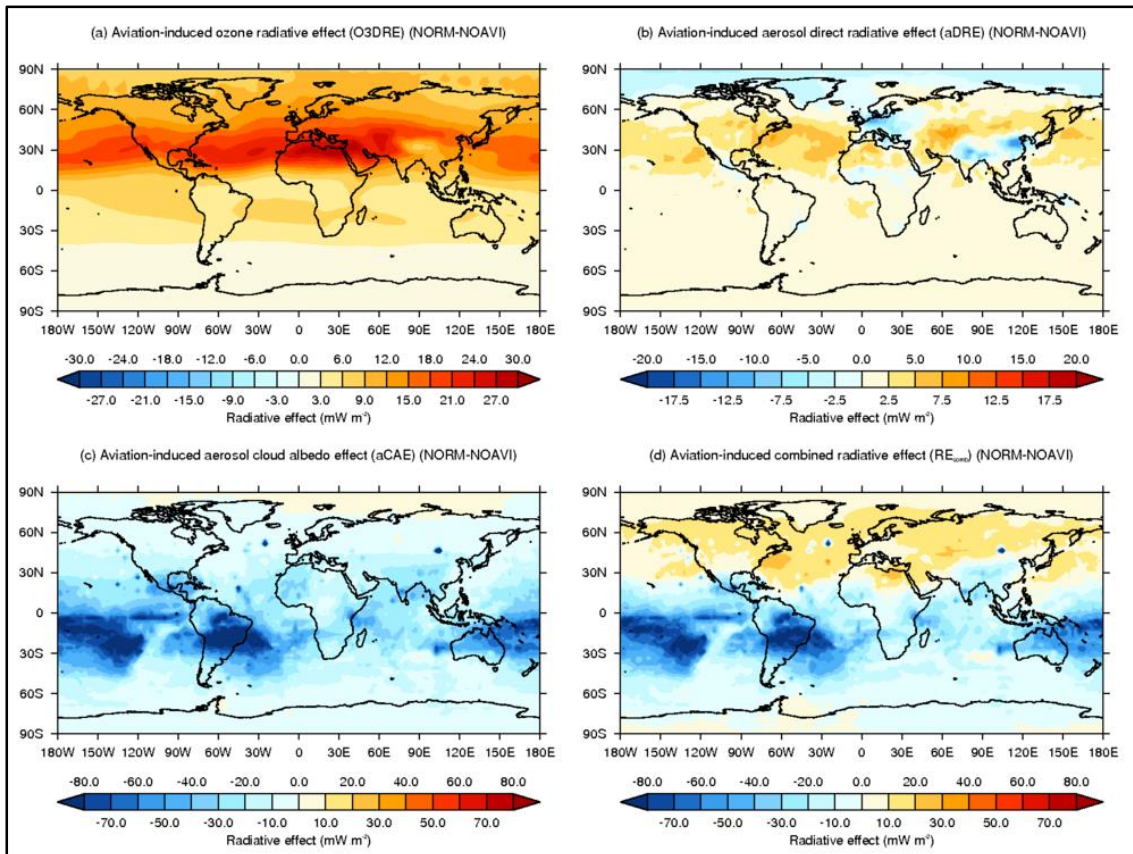 (a) Aviation-induced ozone radiative effect (O3DRE) (NORM-NOAVI)
90N
60N
30N
0
30S
60S
90S
180W 150W 120W 90W 60W 30W 0 30E 60E 90E 120E 150E 180E
-30.0 -24.0 -18.0 -12.0 -6.0 0.0 6.0 12.0 18.0 24.0 30.0
-27.0 -21.0 -15.0 -9.0 -3.0 3.0 9.0 15.0 21.0 27.0
Radiative effect (mW m⁻²)
(b) Aviation-induced aerosol direct radiative effect (aDRE) (NORM-NOAVI)
90N
60N
30N
0
30S
60S
90S
180W 150W 120W 90W 60W 30W 0 30E 60E 90E 120E 150E 180E
-20.0 -15.0 -10.0 -5.0 0.0 5.0 10.0 15.0 20.0
-17.5 -12.5 -7.5 -2.5 2.5 7.5 12.5 17.5
Radiative effect (mW m⁻²)
(c) Aviation-induced aerosol cloud albedo effect (aCAE) (NORM-NOAVI)
90N
60N
30N
0
30S
60S
90S
180W 150W 120W 90W 60W 30W 0 30E 60E 90E 120E 150E 180E
-80.0 -60.0 -40.0 -20.0 0.0 20.0 40.0 60.0 80.0
-70.0 -50.0 -30.0 -10.0 10.0 30.0 50.0 70.0
Radiative effect (mW m⁻²)
(d) Aviation-induced combined radiative effect (REcomb) (NORM-NOAVI)
90N
60N
30N
0
30S
60S
90S
180W 150W 120W 90W 60W 30W 0 30E 60E 90E 120E 150E 180E
-80.0 -60.0 -40.0 -20.0 0.0 20.0 40.0 60.0 80.0
-70.0 -50.0 -30.0 -10.0 10.0 30.0 50.0 70.0
Radiative effect (mW m⁻²)